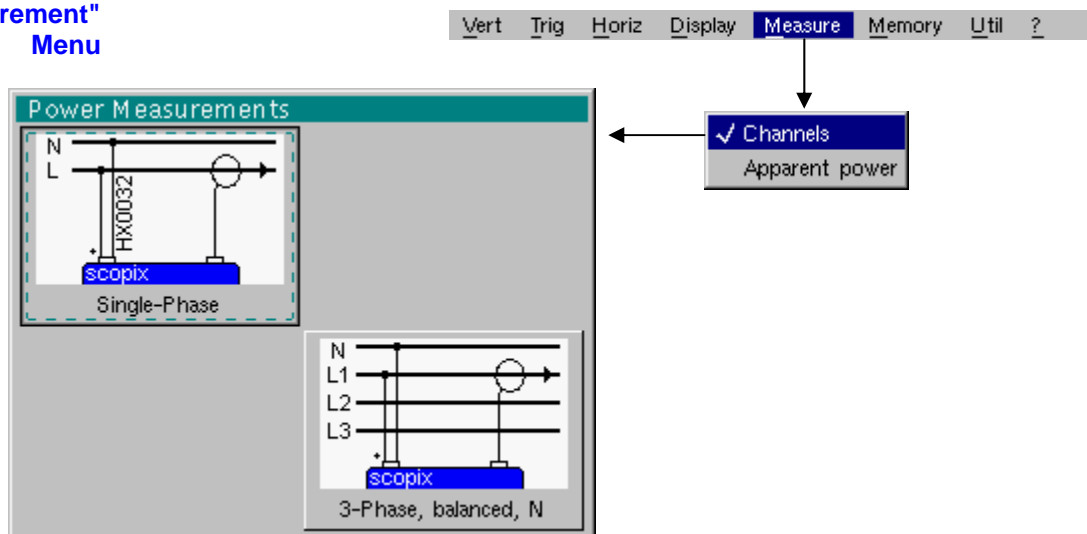 rement"
Menu
Vert Trig Horiz Display Measure Memory Util ?
✓ Channels
Apparent power
Power Measurements
N
L
HX0032
+
scopix
Single-Phase
N
L1
L2
L3
+
scopix
3-Phase, balanced, N